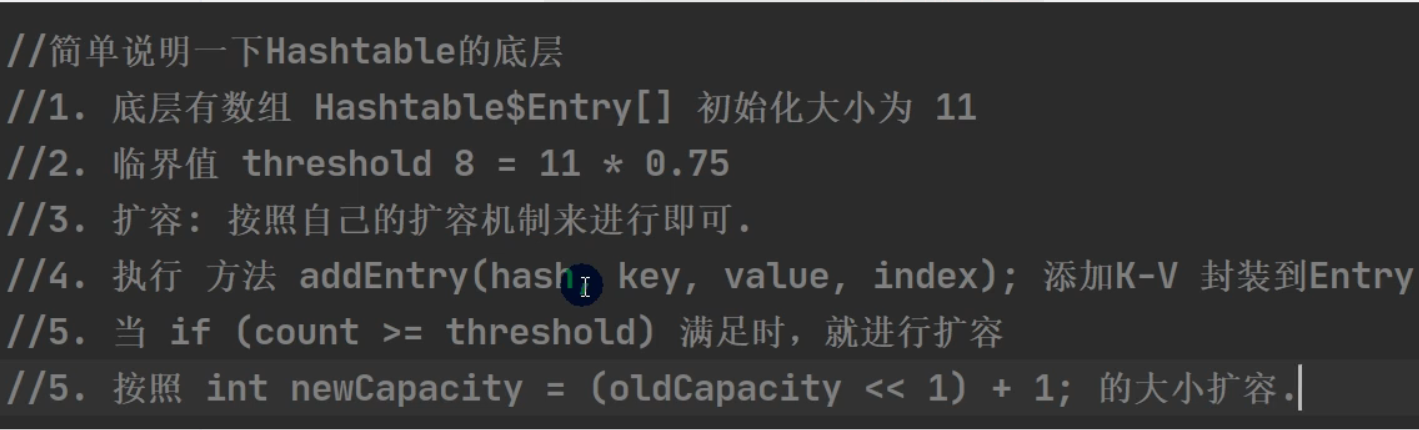 //简单说明一下Hashtable的底层
//1. 底层有数组 Hashtable$Entry[] 初始化大小为 11
//2. 临界值 threshold 8 = 11 * 0.75
//3. 扩容: 按照自己的扩容机制来进行即可.
//4. 执行 方法 addEntry(hash, key, value, index); 添加K-V 封装到Entry
//5. 当 if (count >= threshold) 满足时，就进行扩容
//5. 按照 int newCapacity = (oldCapacity << 1) + 1; 的大小扩容.